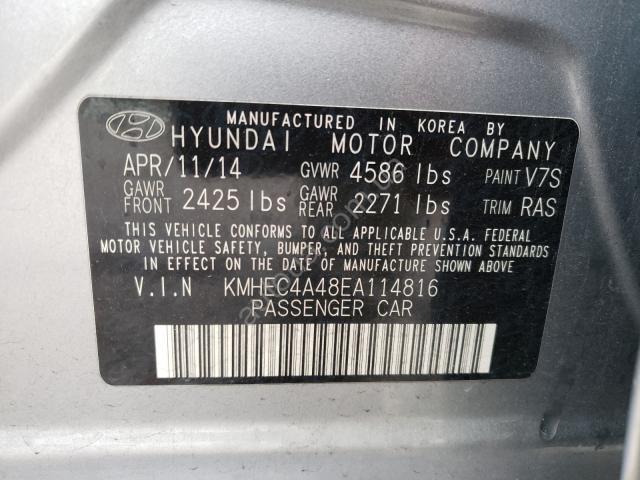 MANUFACTURED IN KOREA BY
HYUNDAI MOTOR COMPANY
APR/11/14 GVWR 4586 lbs PAINT V7S
GAWR FRONT 2425 lbs GAWR REAR 2271 lbs TRIM RAS
THIS VEHICLE CONFORMS TO ALL APPLICABLE U.S.A. FEDERAL
MOTOR VEHICLE SAFETY, BUMPER, AND THEFT PREVENTION STANDARDS
IN EFFECT ON THE DATE OF MANUFACTURE SHOWN ABOVE.
V.I.N KMHEC4A48EA114816
PASSENGER CAR